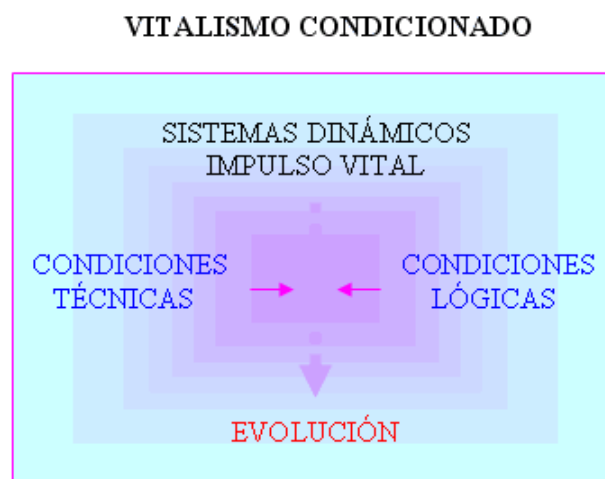 VITALISMO CONDICIONADO
SISTEMAS DINÁMICOS
IMPULSO VITAL
CONDICIONES
TÉCNICAS
CONDICIONES
LÓGICAS
EVOLUCIÓN